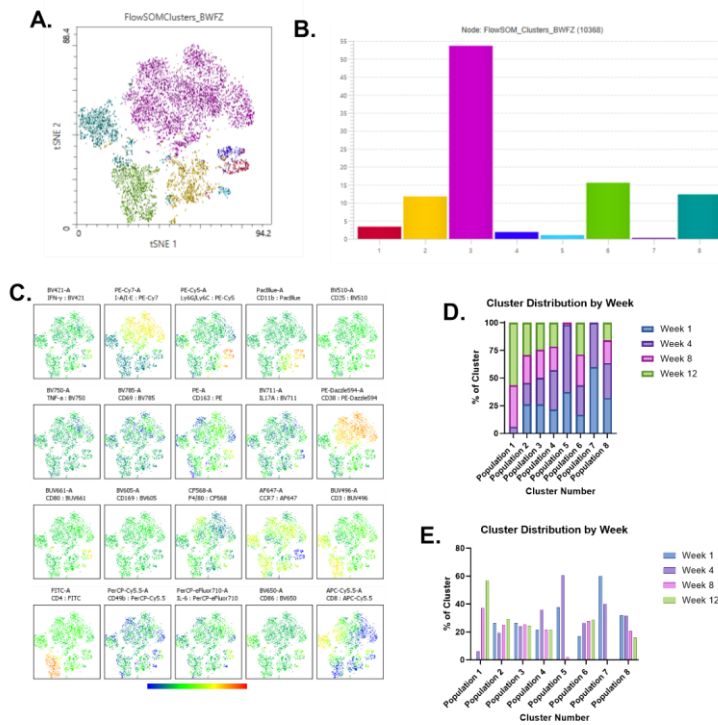 A.
FlowSOMClusters_BWFZ
88.4
tSNE 2
0
0
tSNE 1
94.2
B.
Node: FlowSOM_Clusters_BWFZ (10368)
55
50
45
40
35
30
25
20
15
10
5
0
1 2 3 4 5 6 7 8
C.
BV421-A
IFN-γ : BV421
PE-Cy7-A
I-A/I-E : PE-Cy7
PE-Cy5-A
Ly6G/Ly6C : PE-Cy5
PacBlue-A
CD11b : PacBlue
BV510-A
CD25 : BV510
BV750-A
TNF-a : BV750
BV785-A
CD69 : BV785
PE-A
CD163 : PE
BV711-A
IL17A : BV711
PE-Dazzle594-A
CD38 : PE-Dazzle594
BUV661-A
CD80 : BUV661
BV605-A
CD169 : BV605
CF568-A
F4/80 : CF568
AF647-A
CCR7 : AF647
BUV496-A
CD3 : BUV496
FITC-A
CD4 : FITC
PerCP-Cy5.5-A
CD49b : PerCP-Cy5.5
PerCP-eFluor710-A
IL-6 : PerCP-eFluor710
BV650-A
CD86 : BV650
APC-Cy5.5-A
CD8 : APC-Cy5.5
D.
Cluster Distribution by Week
% of Cluster
100
50
0
Population 1
Population 2
Population 3
Population 4
Population 5
Population 6
Population 7
Population 8
Cluster Number
Week 1
Week 4
Week 8
Week 12
E.
Cluster Distribution by Week
% of Cluster
80
60
40
20
0
Population 1
Population 2
Population 3
Population 4
Population 5
Population 6
Population 7
Population 8
Cluster Number
Week 1
Week 4
Week 8
Week 12